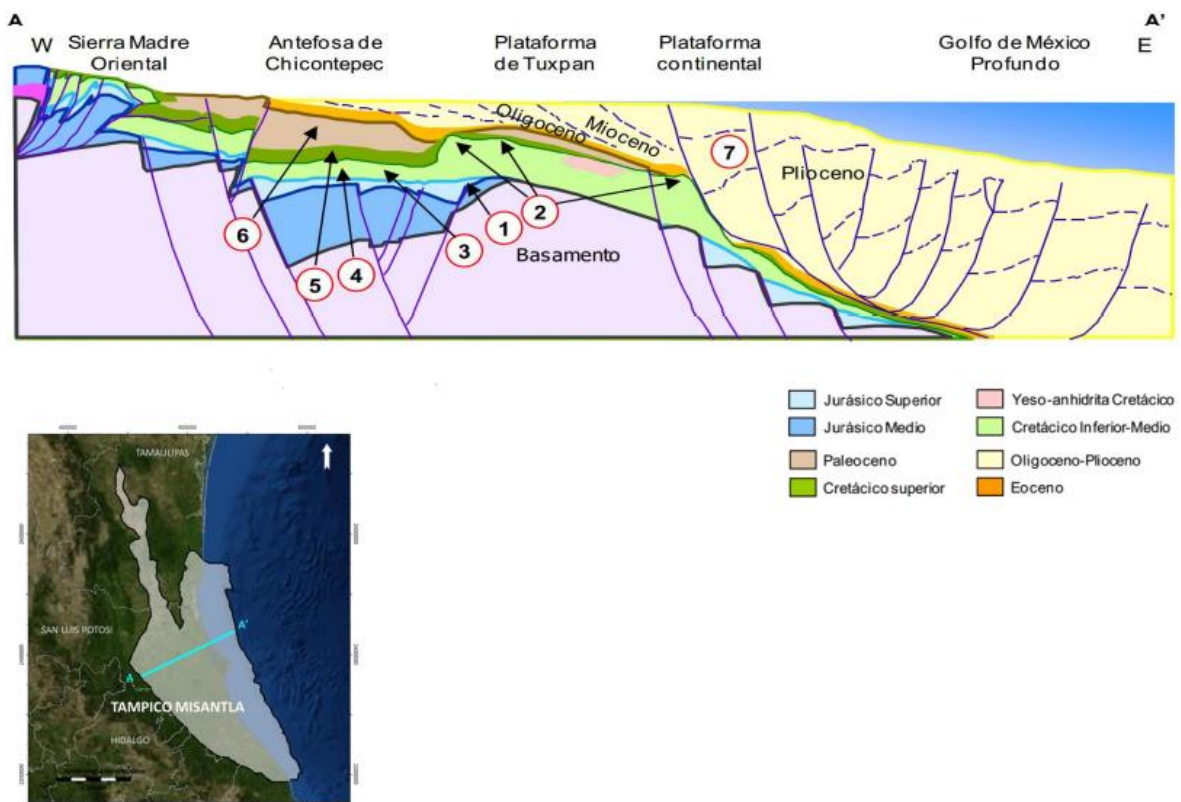 A
A'
W
Sierra Madre
Oriental
Antefosa de
Chicontepec
Plataforma
de Tuxpan
Plataforma
continental
Golfo de México
Profundo
E
Oligoceno
Mioceno
Plioceno
7
6
5
4
3
1
2
Basamento
Jurásico Superior
Jurásico Medio
Paleoceno
Cretácico superior
Yeso-anhidrita Cretácico
Cretácico Inferior-Medio
Oligoceno-Plioceno
Eoceno
TAMAULIPAS
SAN LUIS POTOSI
A'
A
TAMPICO MISANTLA
HIDALGO